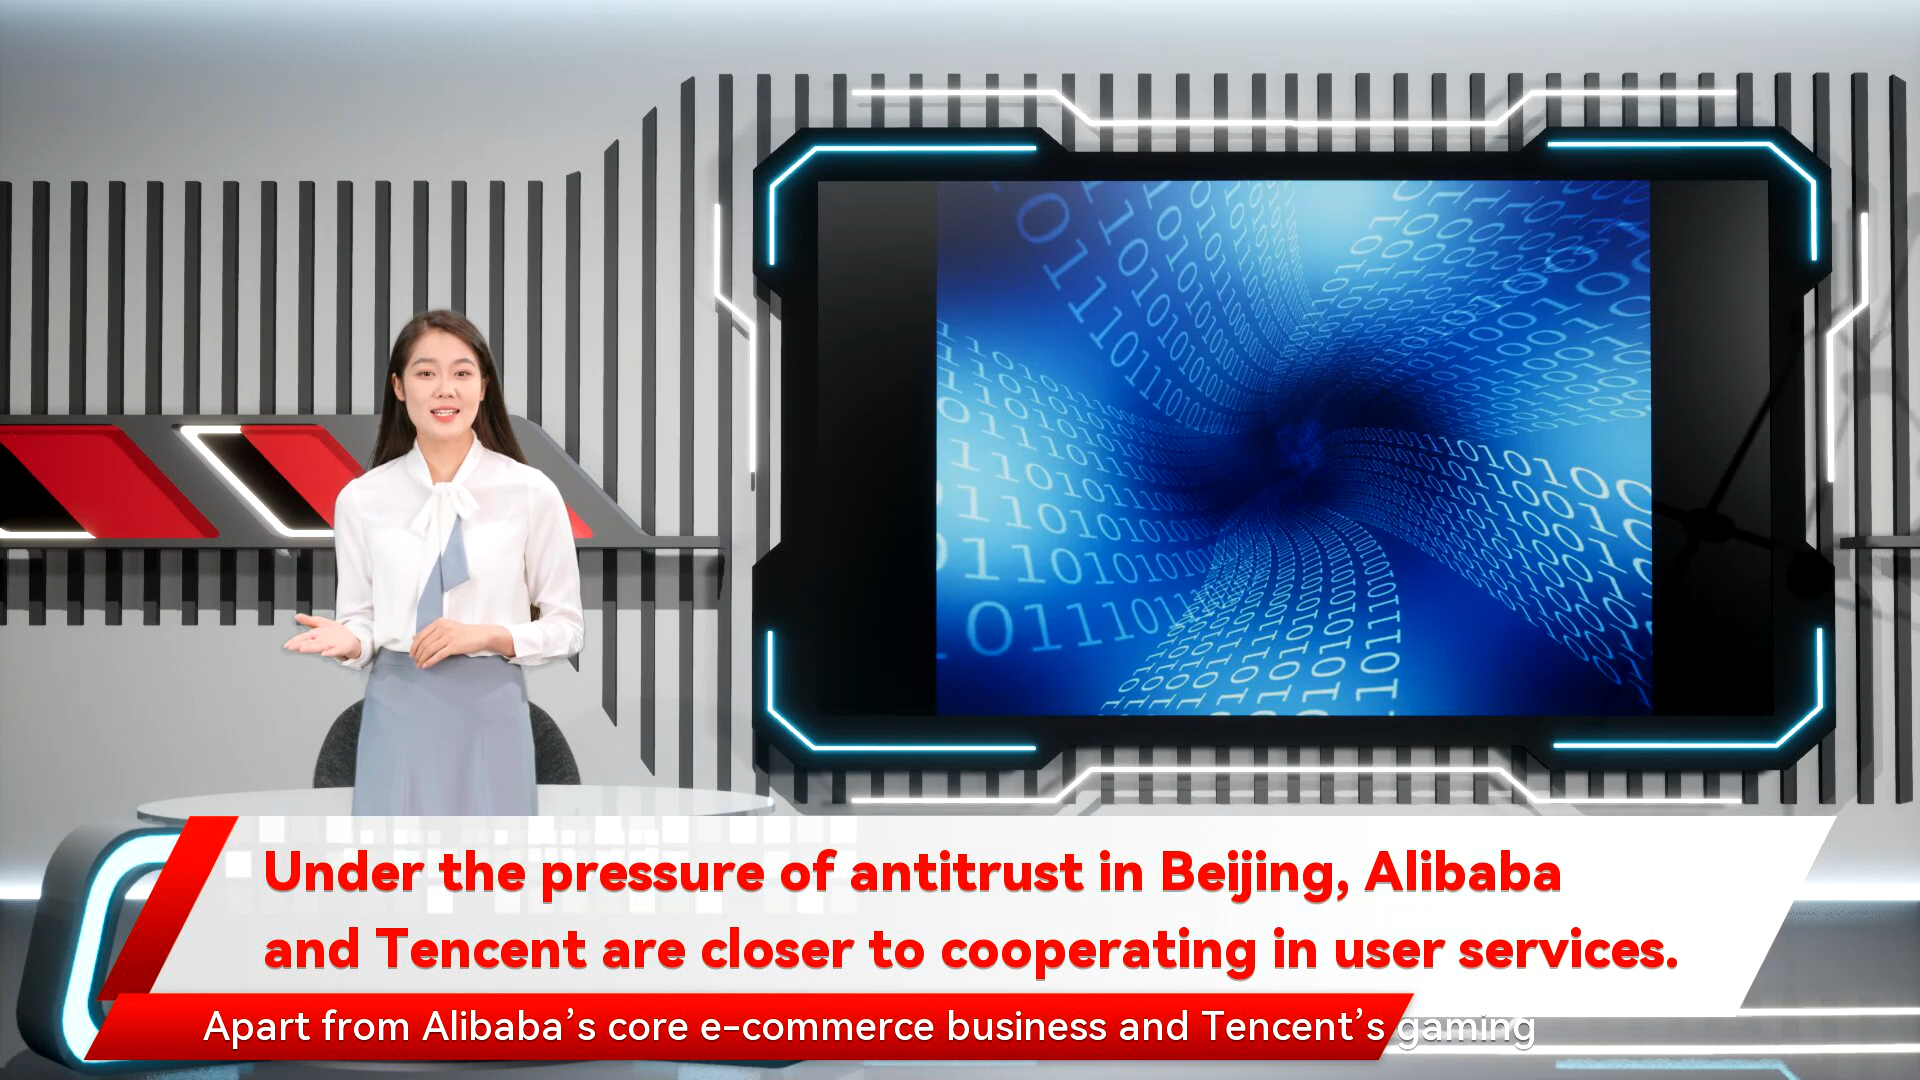 Under the pressure of antitrust in Beijing, Alibaba
and Tencent are closer to cooperating in user services.
Apart from Alibaba’s core e-commerce business and Tencent’s gaming